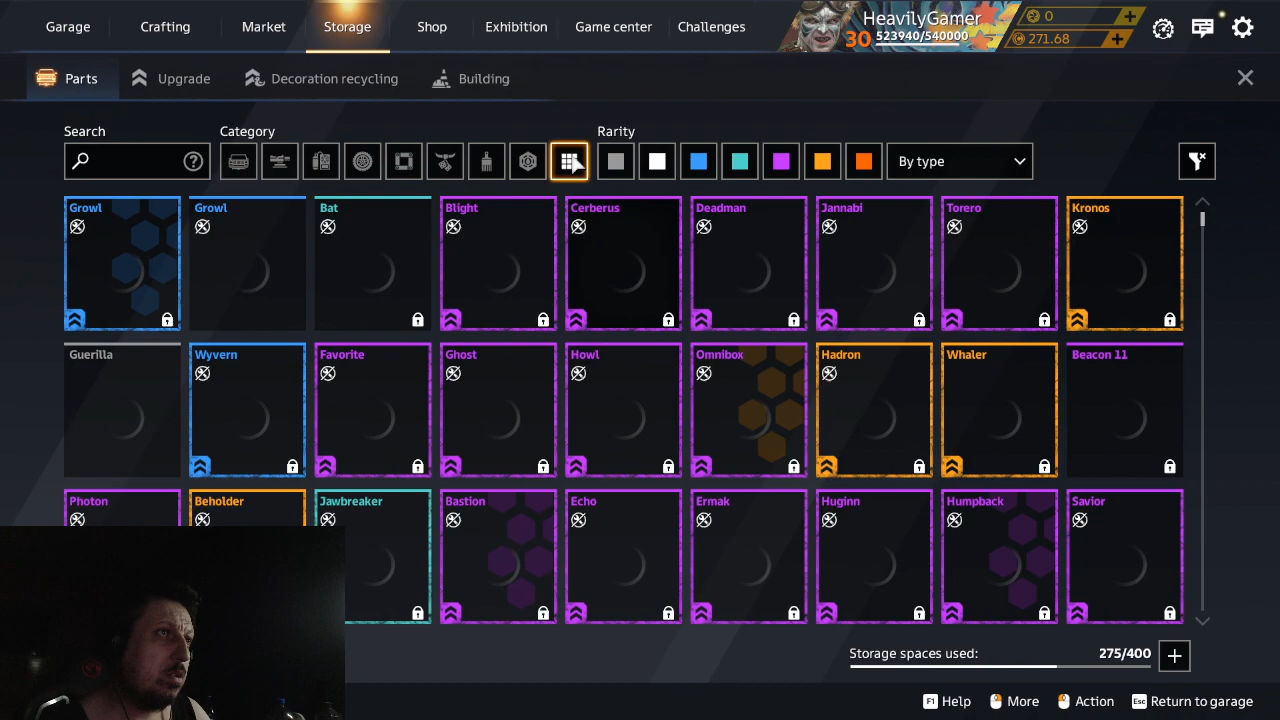 Garage Crafting Market Storage Shop Exhibition Game center Challenges HeavilyGamer 0
30 523940/540000 271.68
Parts Upgrade Decoration recycling Building
Search Category Rarity
By type
Growl Growl Bat Blight Cerberus Deadman Jannabi Torero Kronos
Guerilla Wyvern Favorite Ghost Howl Omnibox Hadron Whaler Beacon 11
Photon Beholder Jawbreaker Bastion Echo Ermak Huginn Humpback Savior
Storage spaces used: 275/400
F1 Help More Action Esc Return to garage